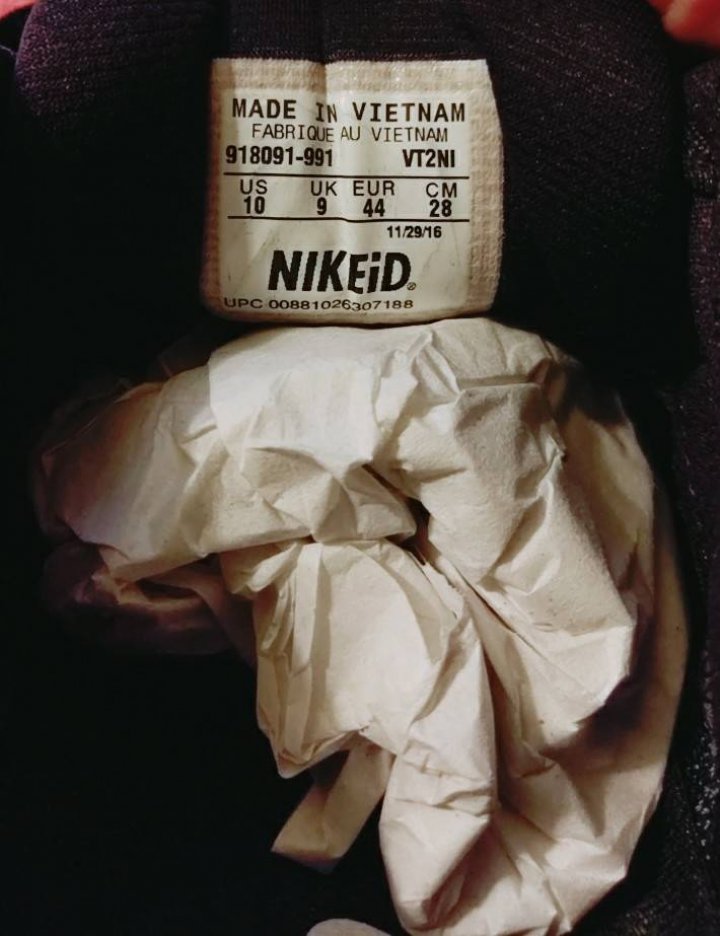 MADE IN VIETNAM
FABRIQUE AU VIETNAM
918091-991 VT2NI
US UK EUR CM
10 9 44 28
11/29/16
NIKEiD®
UPC 00881026307188